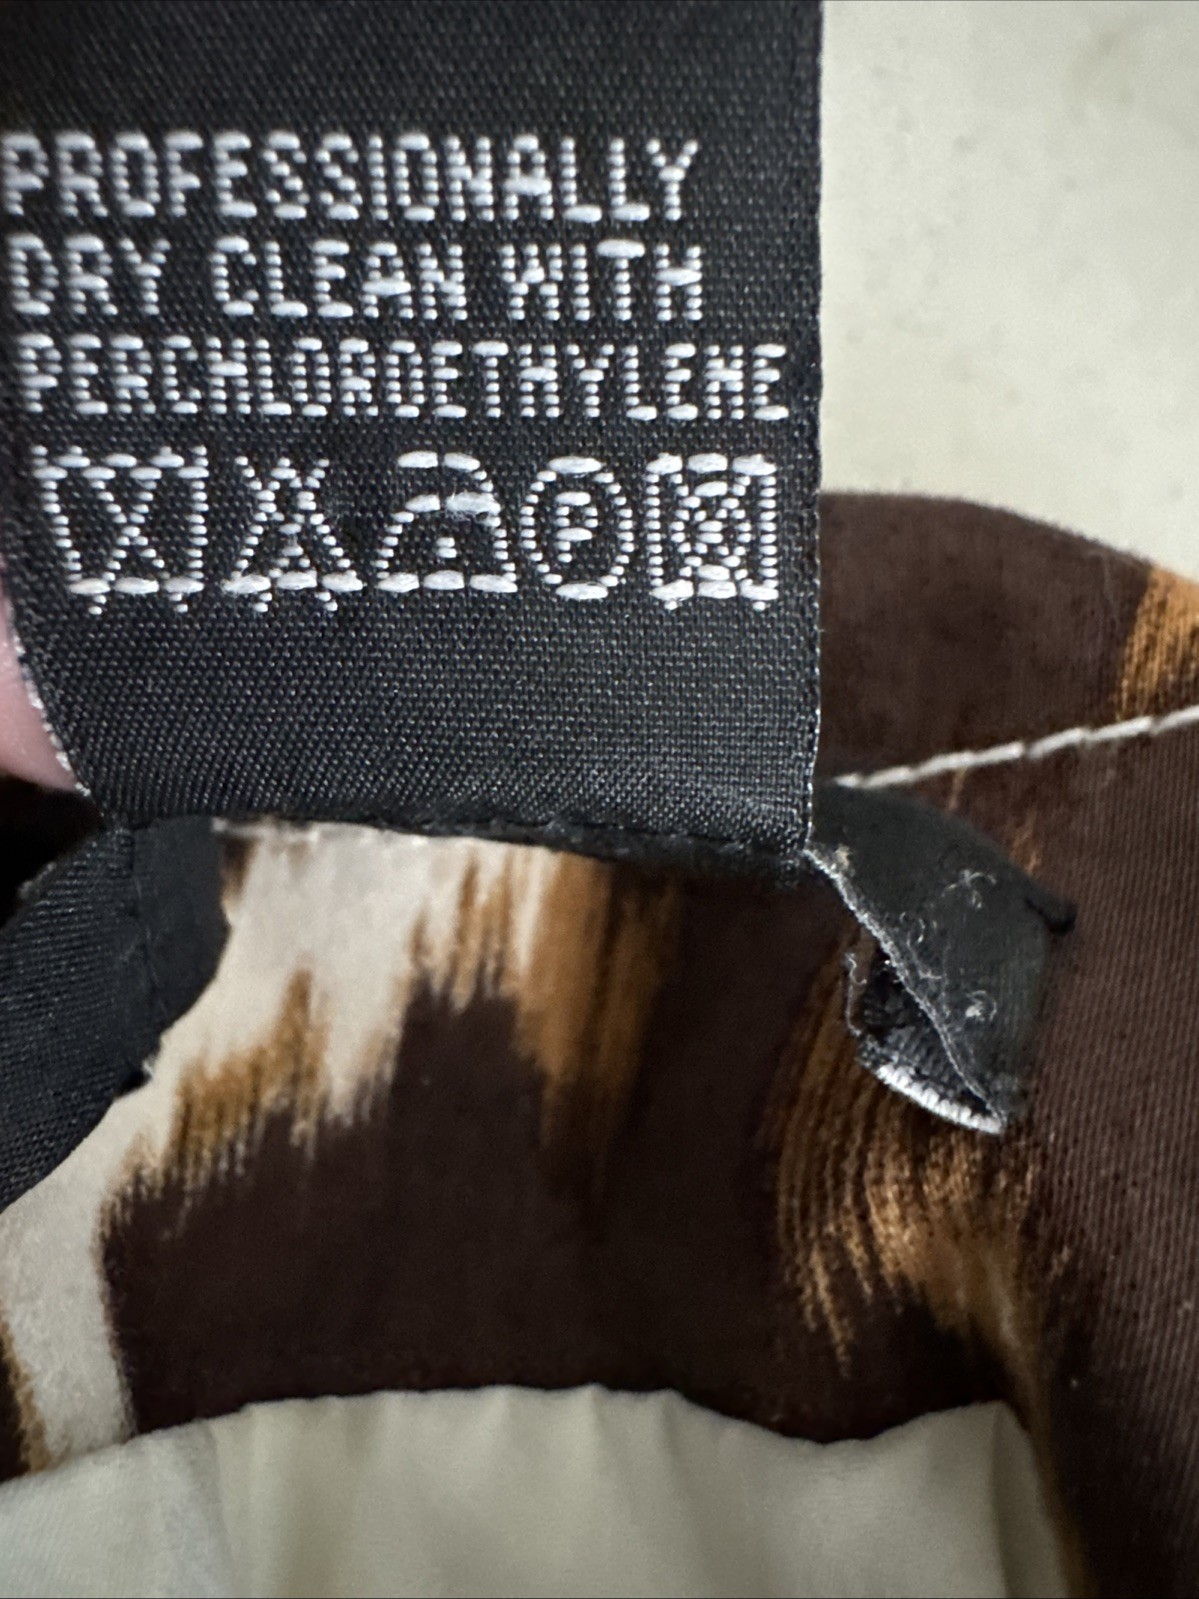 PROFESSIONALLY
DRY CLEAN WITH
PERCHLOROETHYLENE
P